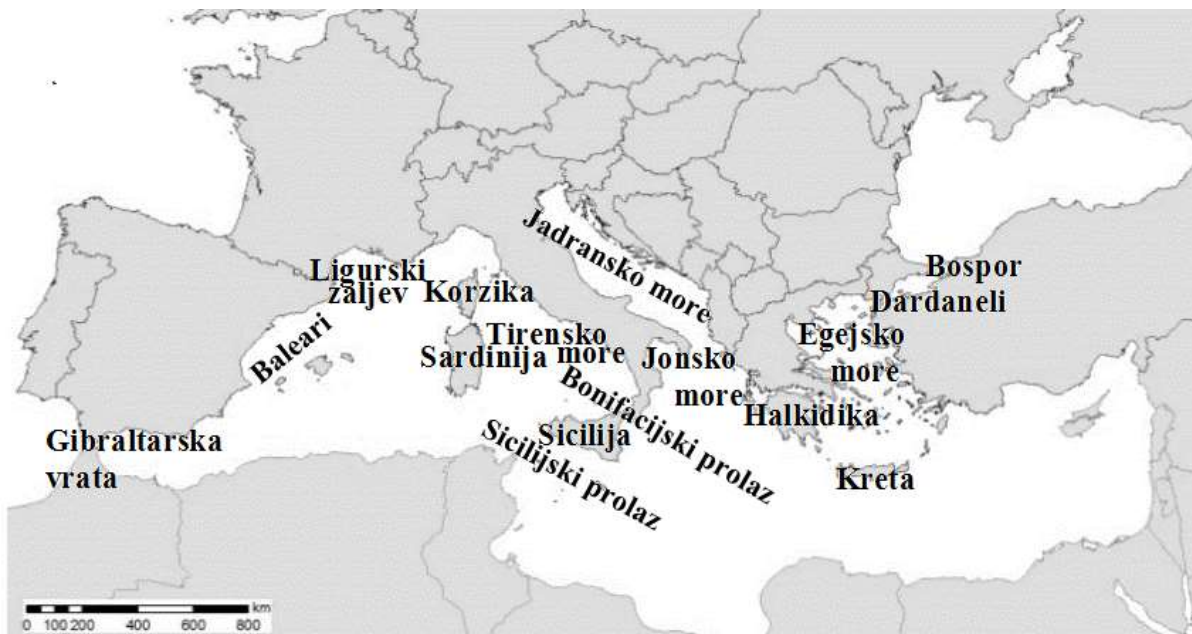 Jadransko more
Ligurski
zaljev
Korzika
Bospor
Dardaneli
Baleari
Sardinija
Tirensko
more
Jonsko
more
Egejsko
more
Bonifacijski prolaz
Halkidika
Sicilija
Sicilijski prolaz
Gibraltarska
vrata
Kreta
km
0 100 200 400 600 800